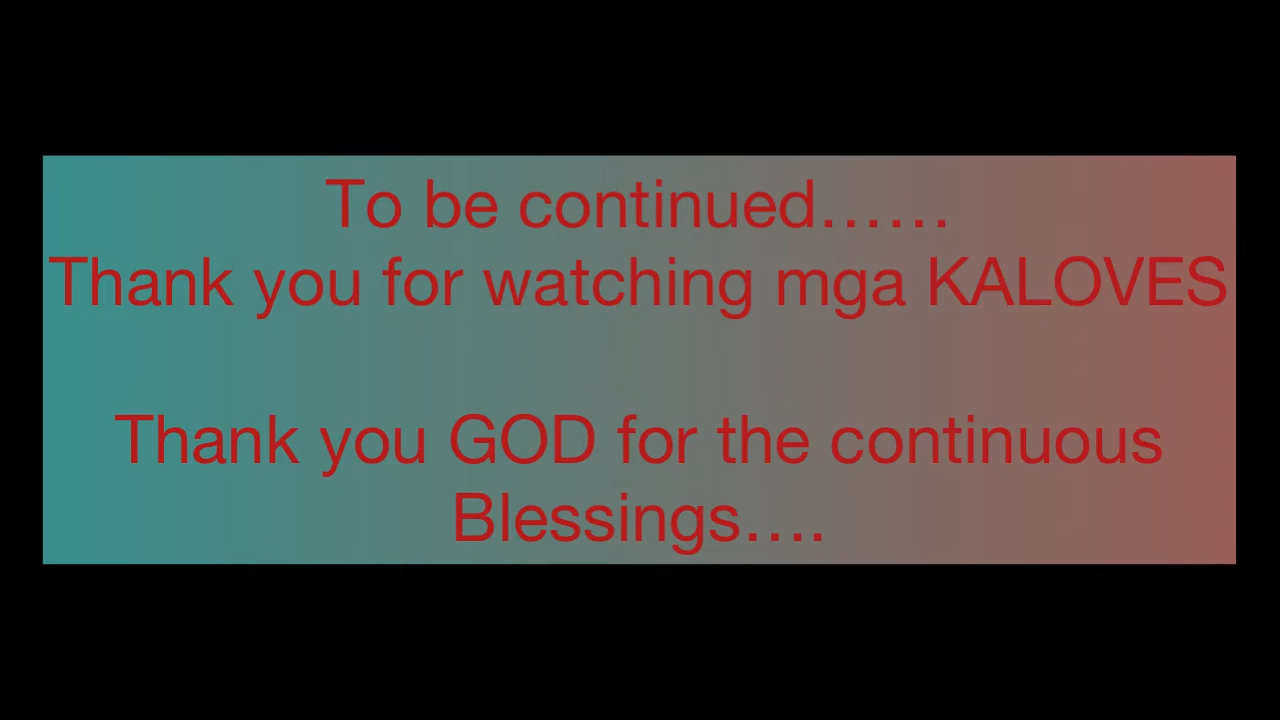 To be continued......
Thank you for watching mga KALOVES
Thank you GOD for the continuous
Blessings....